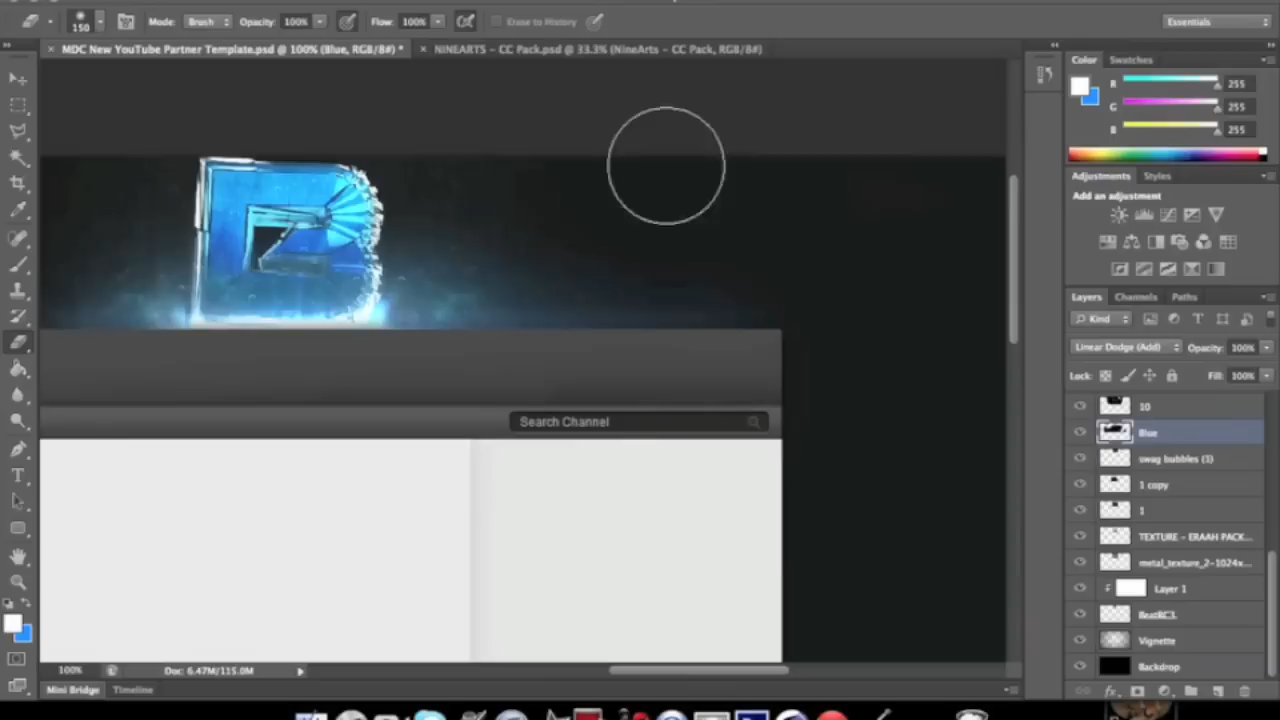 150 Mode: Brush Opacity: 100% Flow: 100% Erase to History Essentials
MDC New YouTube Partner Template.psd @ 100% (Blue, RGB/8#) * NINEARTS - CC Pack.psd @ 33.3% (NineArts - CC Pack, RGB/8#)
Color Swatches
R 255
G 255
B 255
Adjustments Styles
Add an adjustment
B
Layers Channels Paths
Kind
Linear Dodge (Add) Opacity: 100%
Lock: Fill: 100%
10
Blue
swag bubbles (1)
1 copy
1
TEXTURE - ERAAH PACK...
metal_texture_2-1024x...
Layer 1
Vignette
Backdrop
Search Channel
100% Doc: 6.47M/115.0M
Mini Bridge Timeline